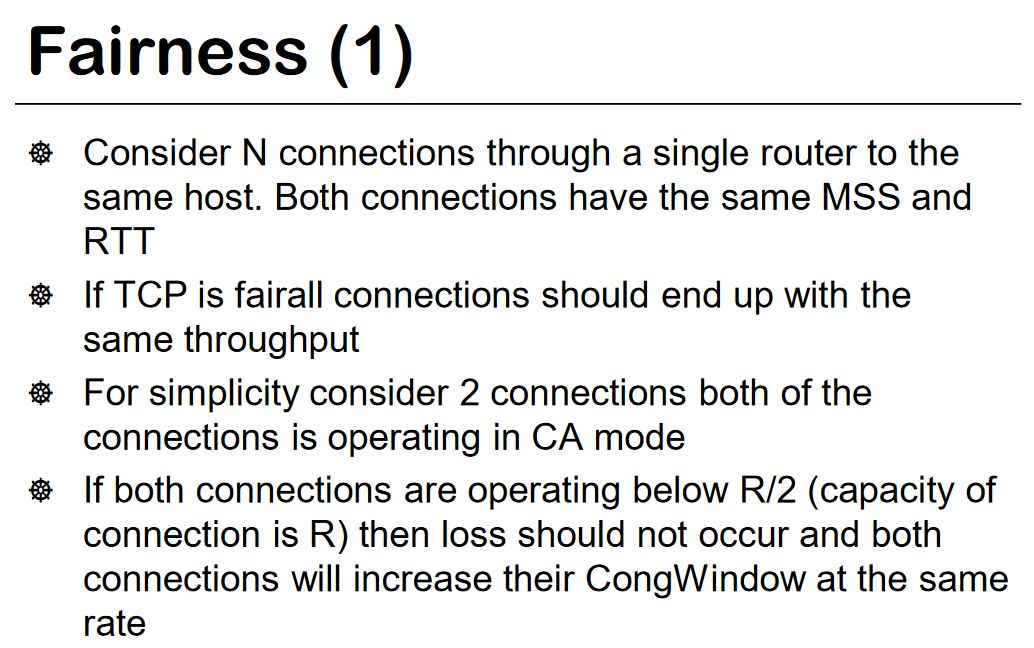 Fairness (1)
Consider N connections through a single router to the
same host. Both connections have the same MSS and
RTT
If TCP is fairall connections should end up with the
same throughput
For simplicity consider 2 connections both of the
connections is operating in CA mode
If both connections are operating below R/2 (capacity of
connection is R) then loss should not occur and both
connections will increase their CongWindow at the same
rate